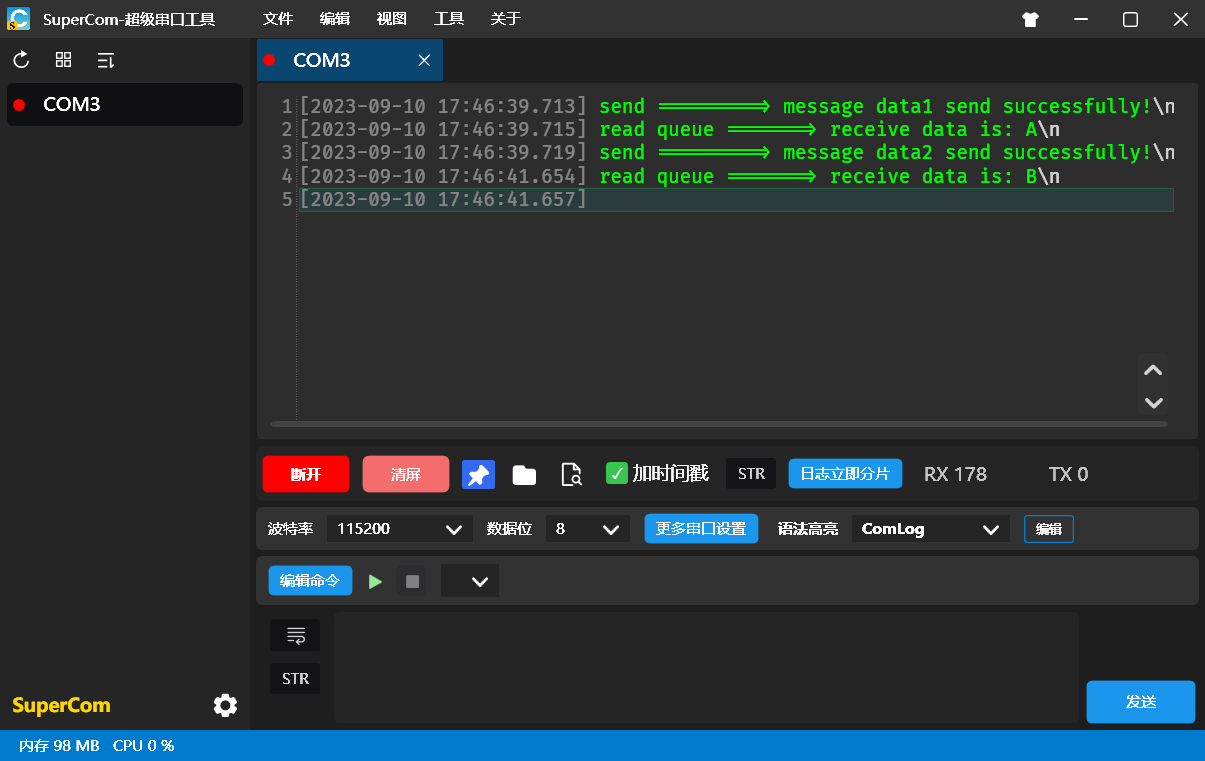 SuperCom-超级串口工具 文件 编辑 视图 工具 关于
COM3
COM3
1 [2023-09-10 17:46:39.713] send ========> message data1 send successfully!\n
2 [2023-09-10 17:46:39.715] read queue ======> receive data is: A\n
3 [2023-09-10 17:46:39.719] send ========> message data2 send successfully!\n
4 [2023-09-10 17:46:41.654] read queue ======> receive data is: B\n
5 [2023-09-10 17:46:41.657]
断开 清屏 加时间戳 STR 日志立即分片 RX 178 TX 0
波特率 115200 数据位 8 更多串口设置 语法高亮 ComLog 编辑
编辑命令
STR
发送
SuperCom
内存 98 MB CPU 0 %